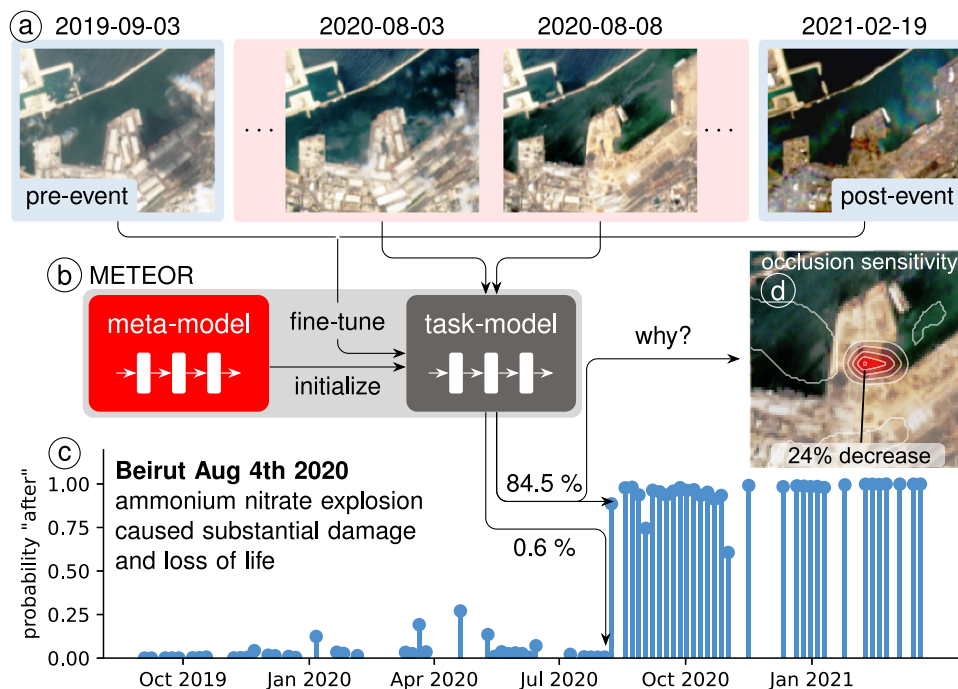 a
2019-09-03
2020-08-03
2020-08-08
2021-02-19
pre-event
. . .
. . .
post-event
b METEOR
meta-model
fine-tune
initialize
task-model
why?
occlusion sensitivity
d
24% decrease
c
Beirut Aug 4th 2020
ammonium nitrate explosion
caused substantial damage
and loss of life
84.5 %
0.6 %
probability "after"
1.00
0.75
0.50
0.25
0.00
Oct 2019
Jan 2020
Apr 2020
Jul 2020
Oct 2020
Jan 2021